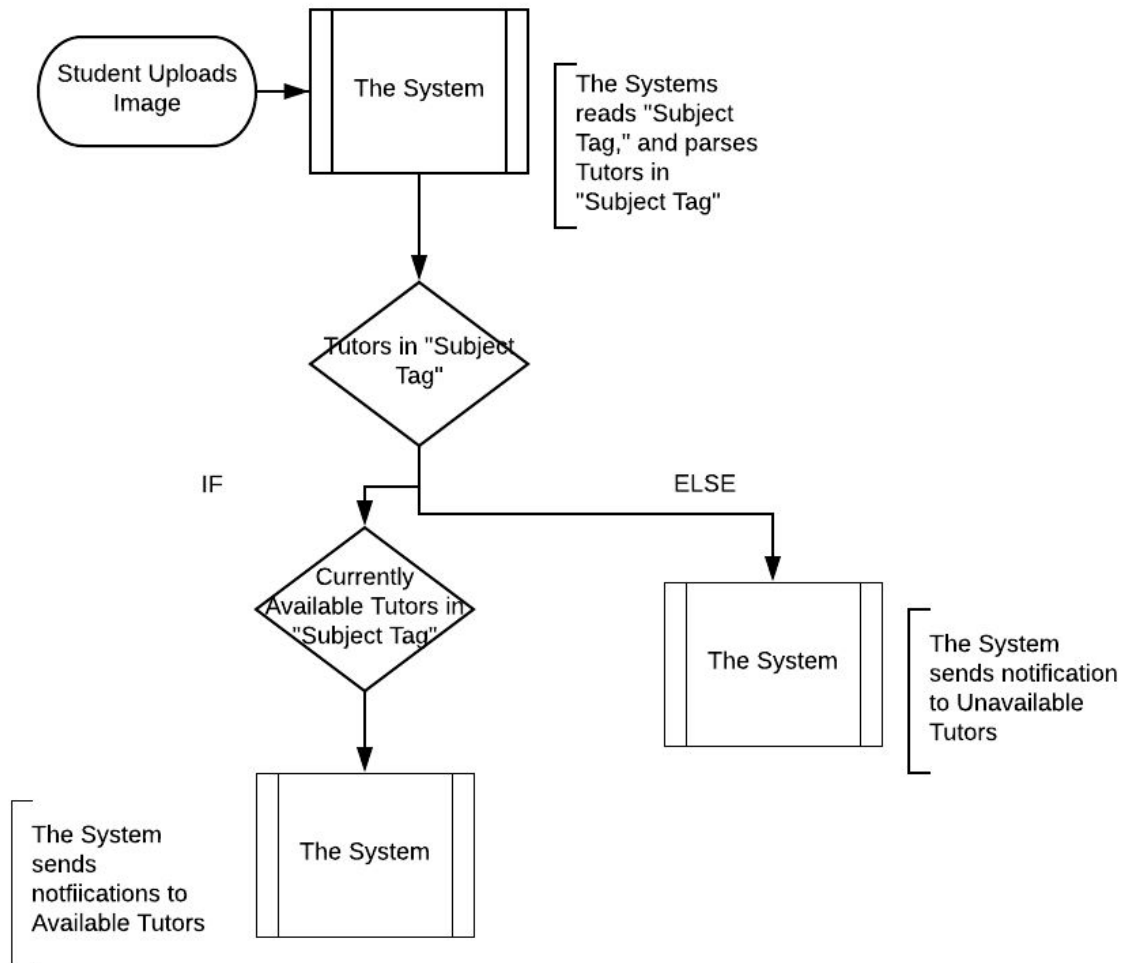 Student Uploads
Image
The System
The Systems
reads "Subject
Tag," and parses
Tutors in
"Subject Tag"
Tutors in "Subject
Tag"
IF
ELSE
Currently
Available Tutors in
"Subject Tag"
The System
The System
sends notification
to Unavailable
Tutors
The System
The System
sends
notfiications to
Available Tutors